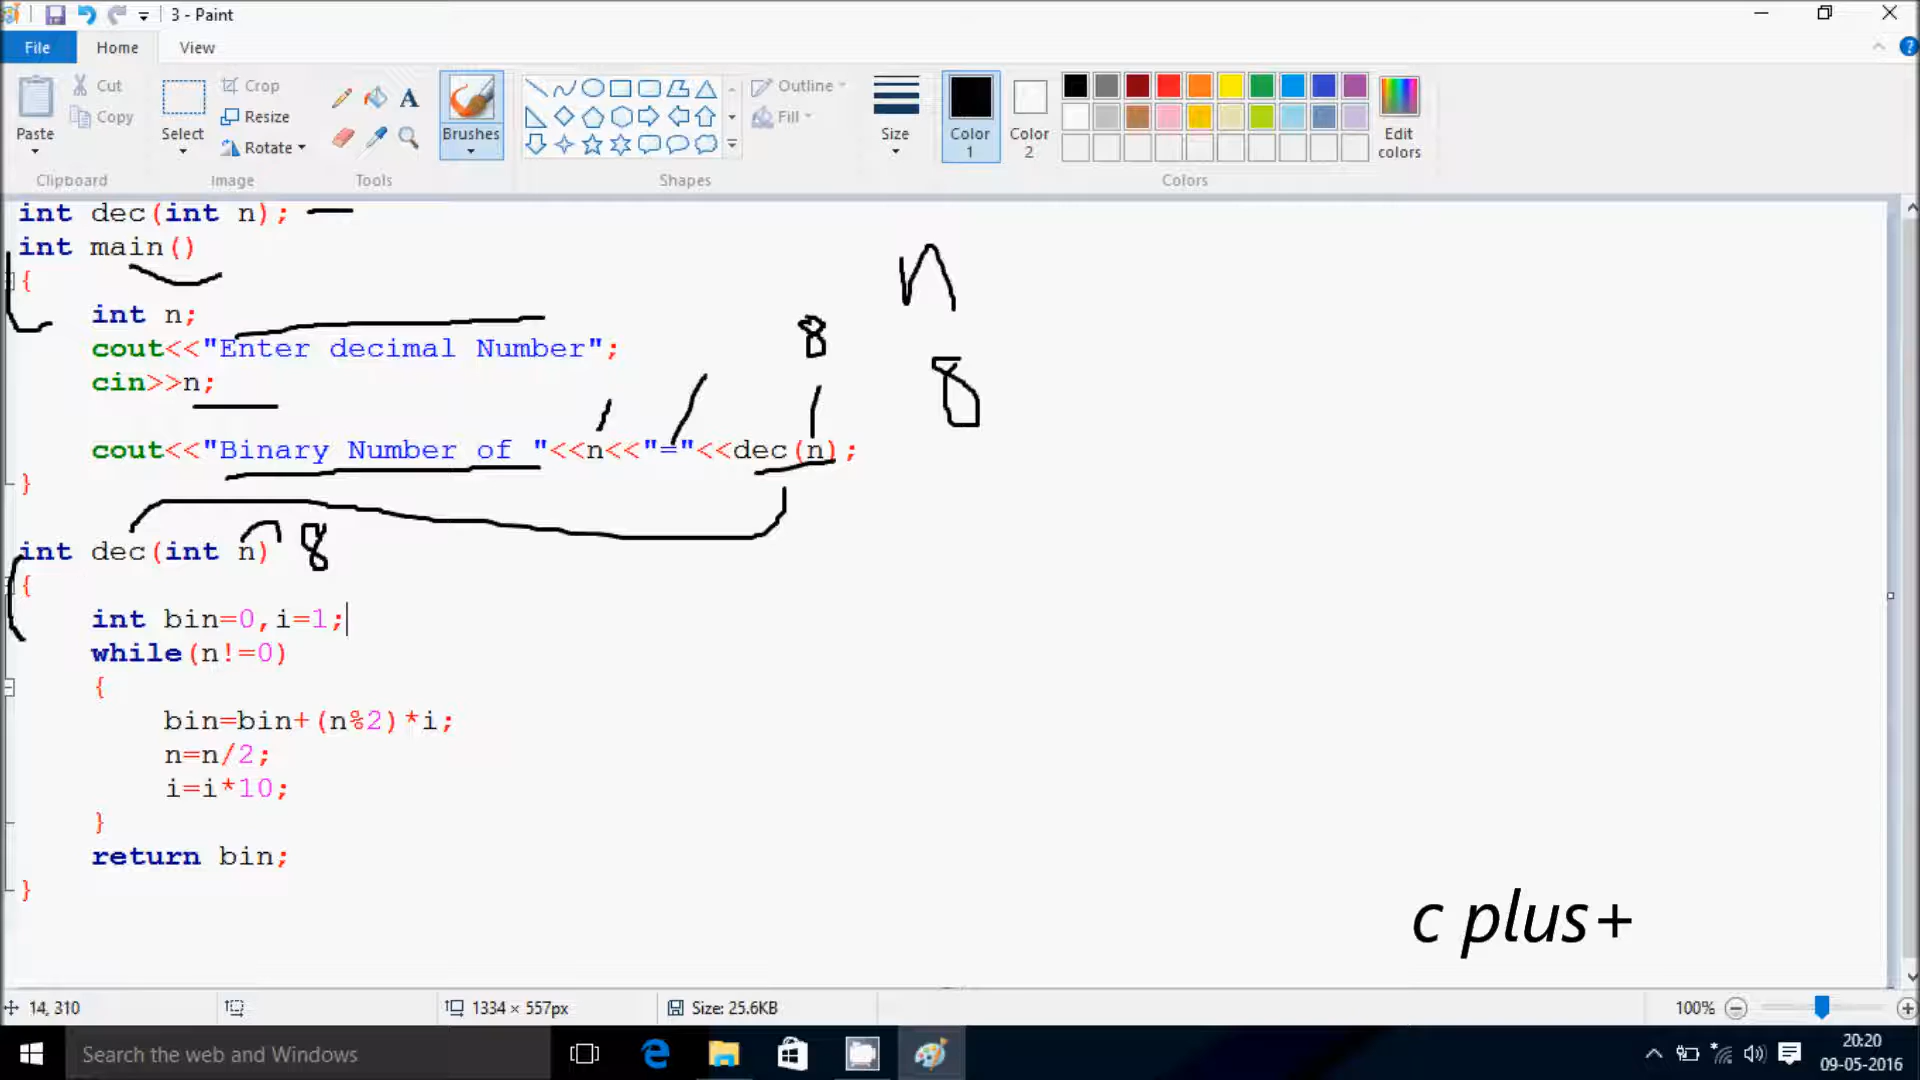 3 - Paint
File Home View
Paste
Cut
Copy
Clipboard
Select
Crop
Resize
Rotate
Image
A
Tools
Brushes
Outline
Fill
Shapes
Size
Color 1
Color 2
Edit colors
Colors
int dec(int n);
int main()
{
int n;
cout<<"Enter decimal Number";
cin>>n;
cout<<"Binary Number of "<<n<<"="<<dec(n);
}
n
8
8
int dec(int n) 8
{
int bin=0,i=1;
while(n!=0)
{
bin=bin+(n%2)*i;
n=n/2;
i=i*10;
}
return bin;
}
c plus+
14, 310
1334 × 557px
Size: 25.6KB
100%
Search the web and Windows
20:20
09-05-2016